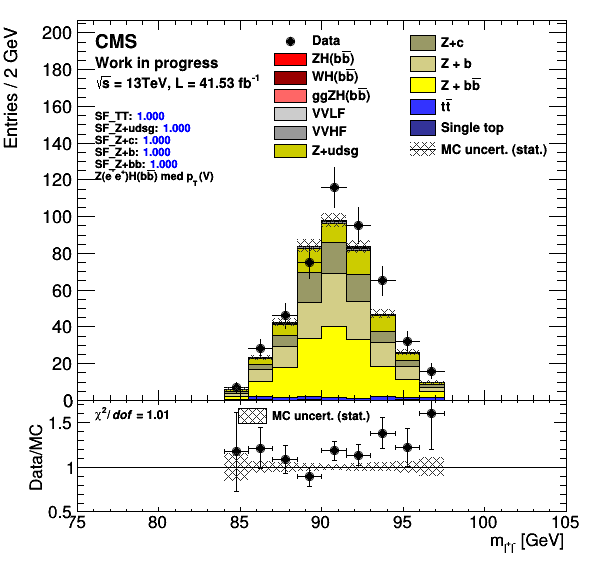 CMS
Work in progress
√s = 13TeV, L = 41.53 fb⁻¹
SF_TT: 1.000
SF_Z+udsg: 1.000
SF_Z+c: 1.000
SF_Z+b: 1.000
SF_Z+bb: 1.000
Z(e⁻e⁺)H(bb̅) med p_T(V)
Data
ZH(bb̅)
WH(bb̅)
ggZH(bb̅)
VVLF
VVHF
Z+udsg
Z+c
Z + b
Z + bb̅
tt̅
Single top
MC uncert. (stat.)
Entries / 2 GeV
200
180
160
140
120
100
80
60
40
20
0
χ²/dof = 1.01
MC uncert. (stat.)
Data/MC
1.5
1
0.5
75
80
85
90
95
100
105
m_l⁺l⁻ [GeV]